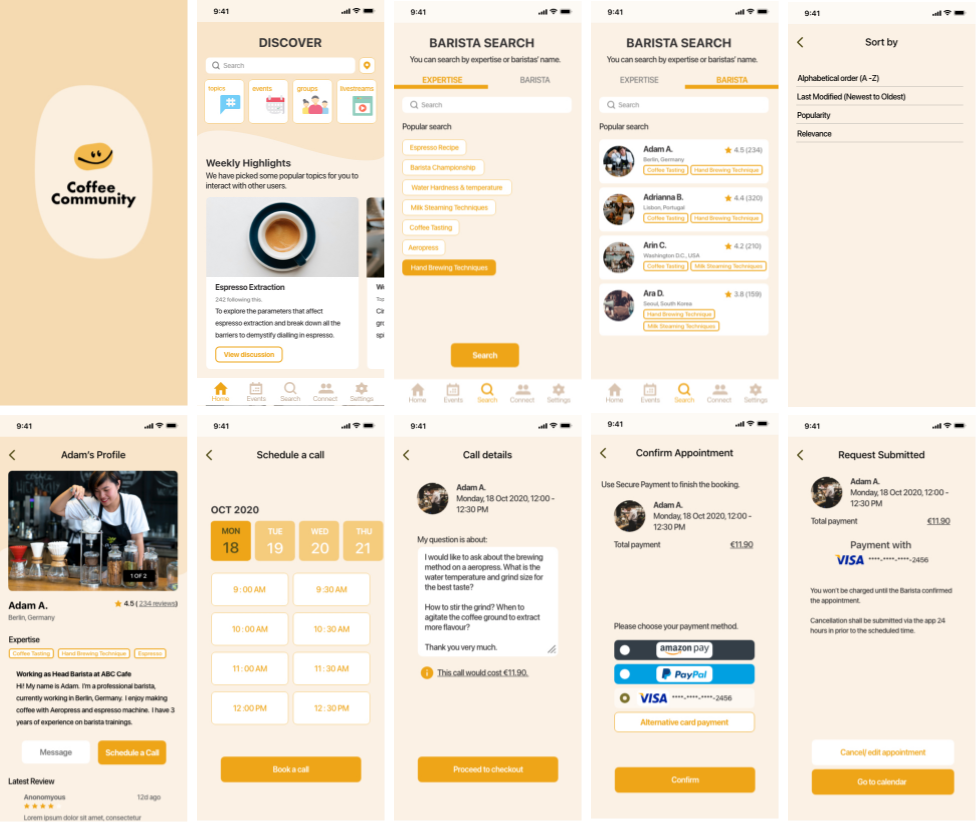 Coffee
Community
9:41
DISCOVER
Search
topics
events
groups
livestreams
Weekly Highlights
We have picked some popular topics for you to
interact with other users.
Espresso Extraction
242 following this.
To explore the parameters that affect
espresso extraction and break down all the
barriers to demystify dialling in espresso.
View discussion
Home
Events
Search
Connect
Settings
9:41
BARISTA SEARCH
You can search by expertise or baristas' name.
EXPERTISE
BARISTA
Search
Popular search
Espresso Recipe
Barista Championship
Water Hardness & temperature
Milk Steaming Techniques
Coffee Tasting
Aeropress
Hand Brewing Techniques
Search
Home
Events
Search
Connect
Settings
9:41
BARISTA SEARCH
You can search by expertise or baristas' name.
EXPERTISE
BARISTA
Search
Popular search
Adam A.
4.5 (234)
Berlin, Germany
Coffee Tasting
Hand Brewing Technique
Adrianna B.
4.4 (320)
Lisbon, Portugal
Coffee Tasting
Hand Brewing Technique
Arin C.
4.2 (210)
Washington D.C., USA
Coffee Tasting
Milk Steaming Techniques
Ara D.
3.8 (159)
Seoul, South Korea
Hand Brewing Technique
Milk Steaming Techniques
Home
Events
Search
Connect
Settings
9:41
Sort by
Alphabetical order (A -Z)
Last Modified (Newest to Oldest)
Popularity
Relevance
9:41
Adam's Profile
1 OF 2
Adam A.
4.5 ( 234 reviews)
Berlin, Germany
Expertise
Coffee Tasting
Hand Brewing Technique
Espresso
Working as Head Barista at ABC Cafe
Hi! My name is Adam. I'm a professional barista,
currently working in Berlin, Germany. I enjoy making
coffee with Aeropress and espresso machine. I have 3
years of experience on barista trainings.
Message
Schedule a Call
Latest Review
Anonomyous
12d ago
Lorem ipsum dolor sit amet, consectetur
9:41
Schedule a call
OCT 2020
MON
18
TUE
19
WED
20
THU
21
9:00 AM
9:30 AM
10:00 AM
10:30 AM
11:00 AM
11:30 AM
12:00 PM
12:30 PM
Book a call
9:41
Call details
Adam A.
Monday, 18 Oct 2020, 12:00 -
12:30 PM
My question is about:
I would like to ask about the brewing
method on a aeropress. What is the
water temperature and grind size for
the best taste?
How to stir the grind? When to
agitate the coffee ground to extract
more flavour?
Thank you very much.
This call would cost €11.90.
Proceed to checkout
9:41
Confirm Appointment
Use Secure Payment to finish the booking.
Adam A.
Monday, 18 Oct 2020, 12:00 -
12:30 PM
Total payment
€11.90
Please choose your payment method.
amazon pay
PayPal
VISA ****-****-****-2456
Alternative card payment
Confirm
9:41
Request Submitted
Adam A.
Monday, 18 Oct 2020, 12:00 -
12:30 PM
Total payment
€11.90
Payment with
VISA ****-****-****-2456
You won't be charged until the Barista confirmed
the appointment.
Cancellation shall be submitted via the app 24
hours in prior to the scheduled time.
Cancel/ edit appointment
Go to calendar